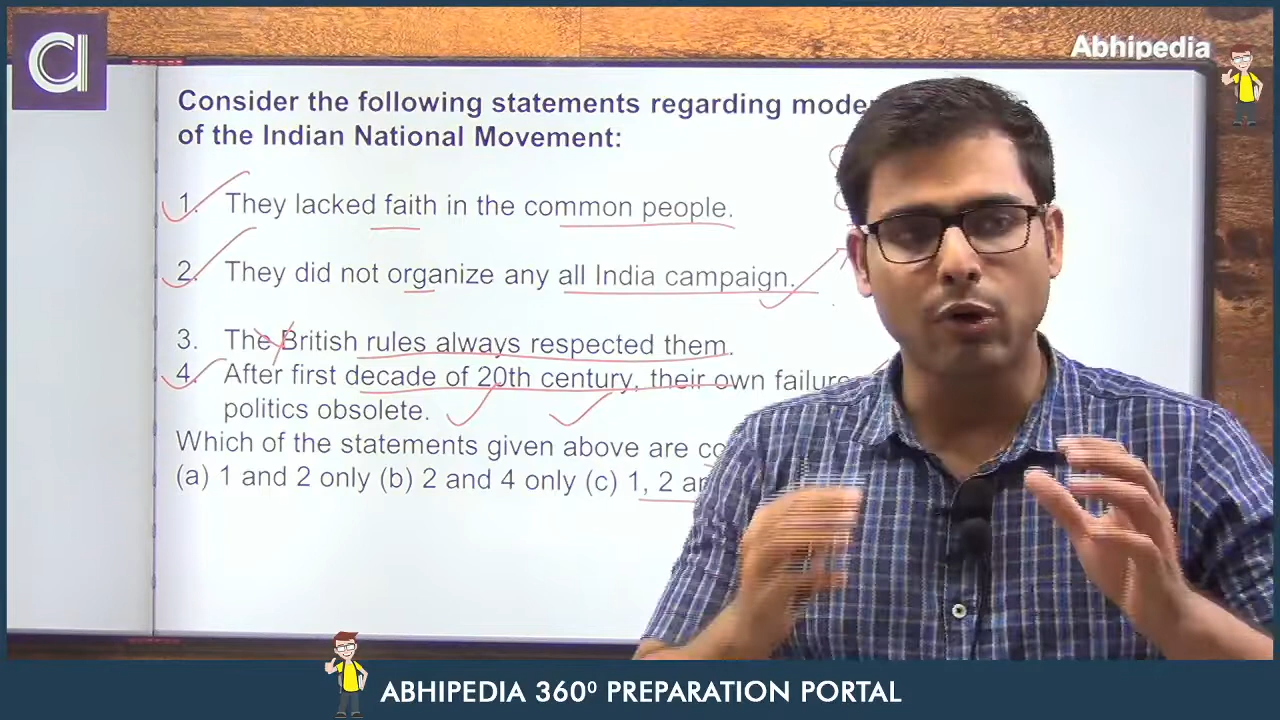 Abhipedia
Consider the following statements regarding mode
of the Indian National Movement:
1. They lacked faith in the common people.
2. They did not organize any all India campaign.
3. The British rules always respected them.
4. After first decade of 20th century, their own failure
politics obsolete.
Which of the statements given above are co
(a) 1 and 2 only (b) 2 and 4 only (c) 1, 2 an
ABHIPEDIA 360⁰ PREPARATION PORTAL